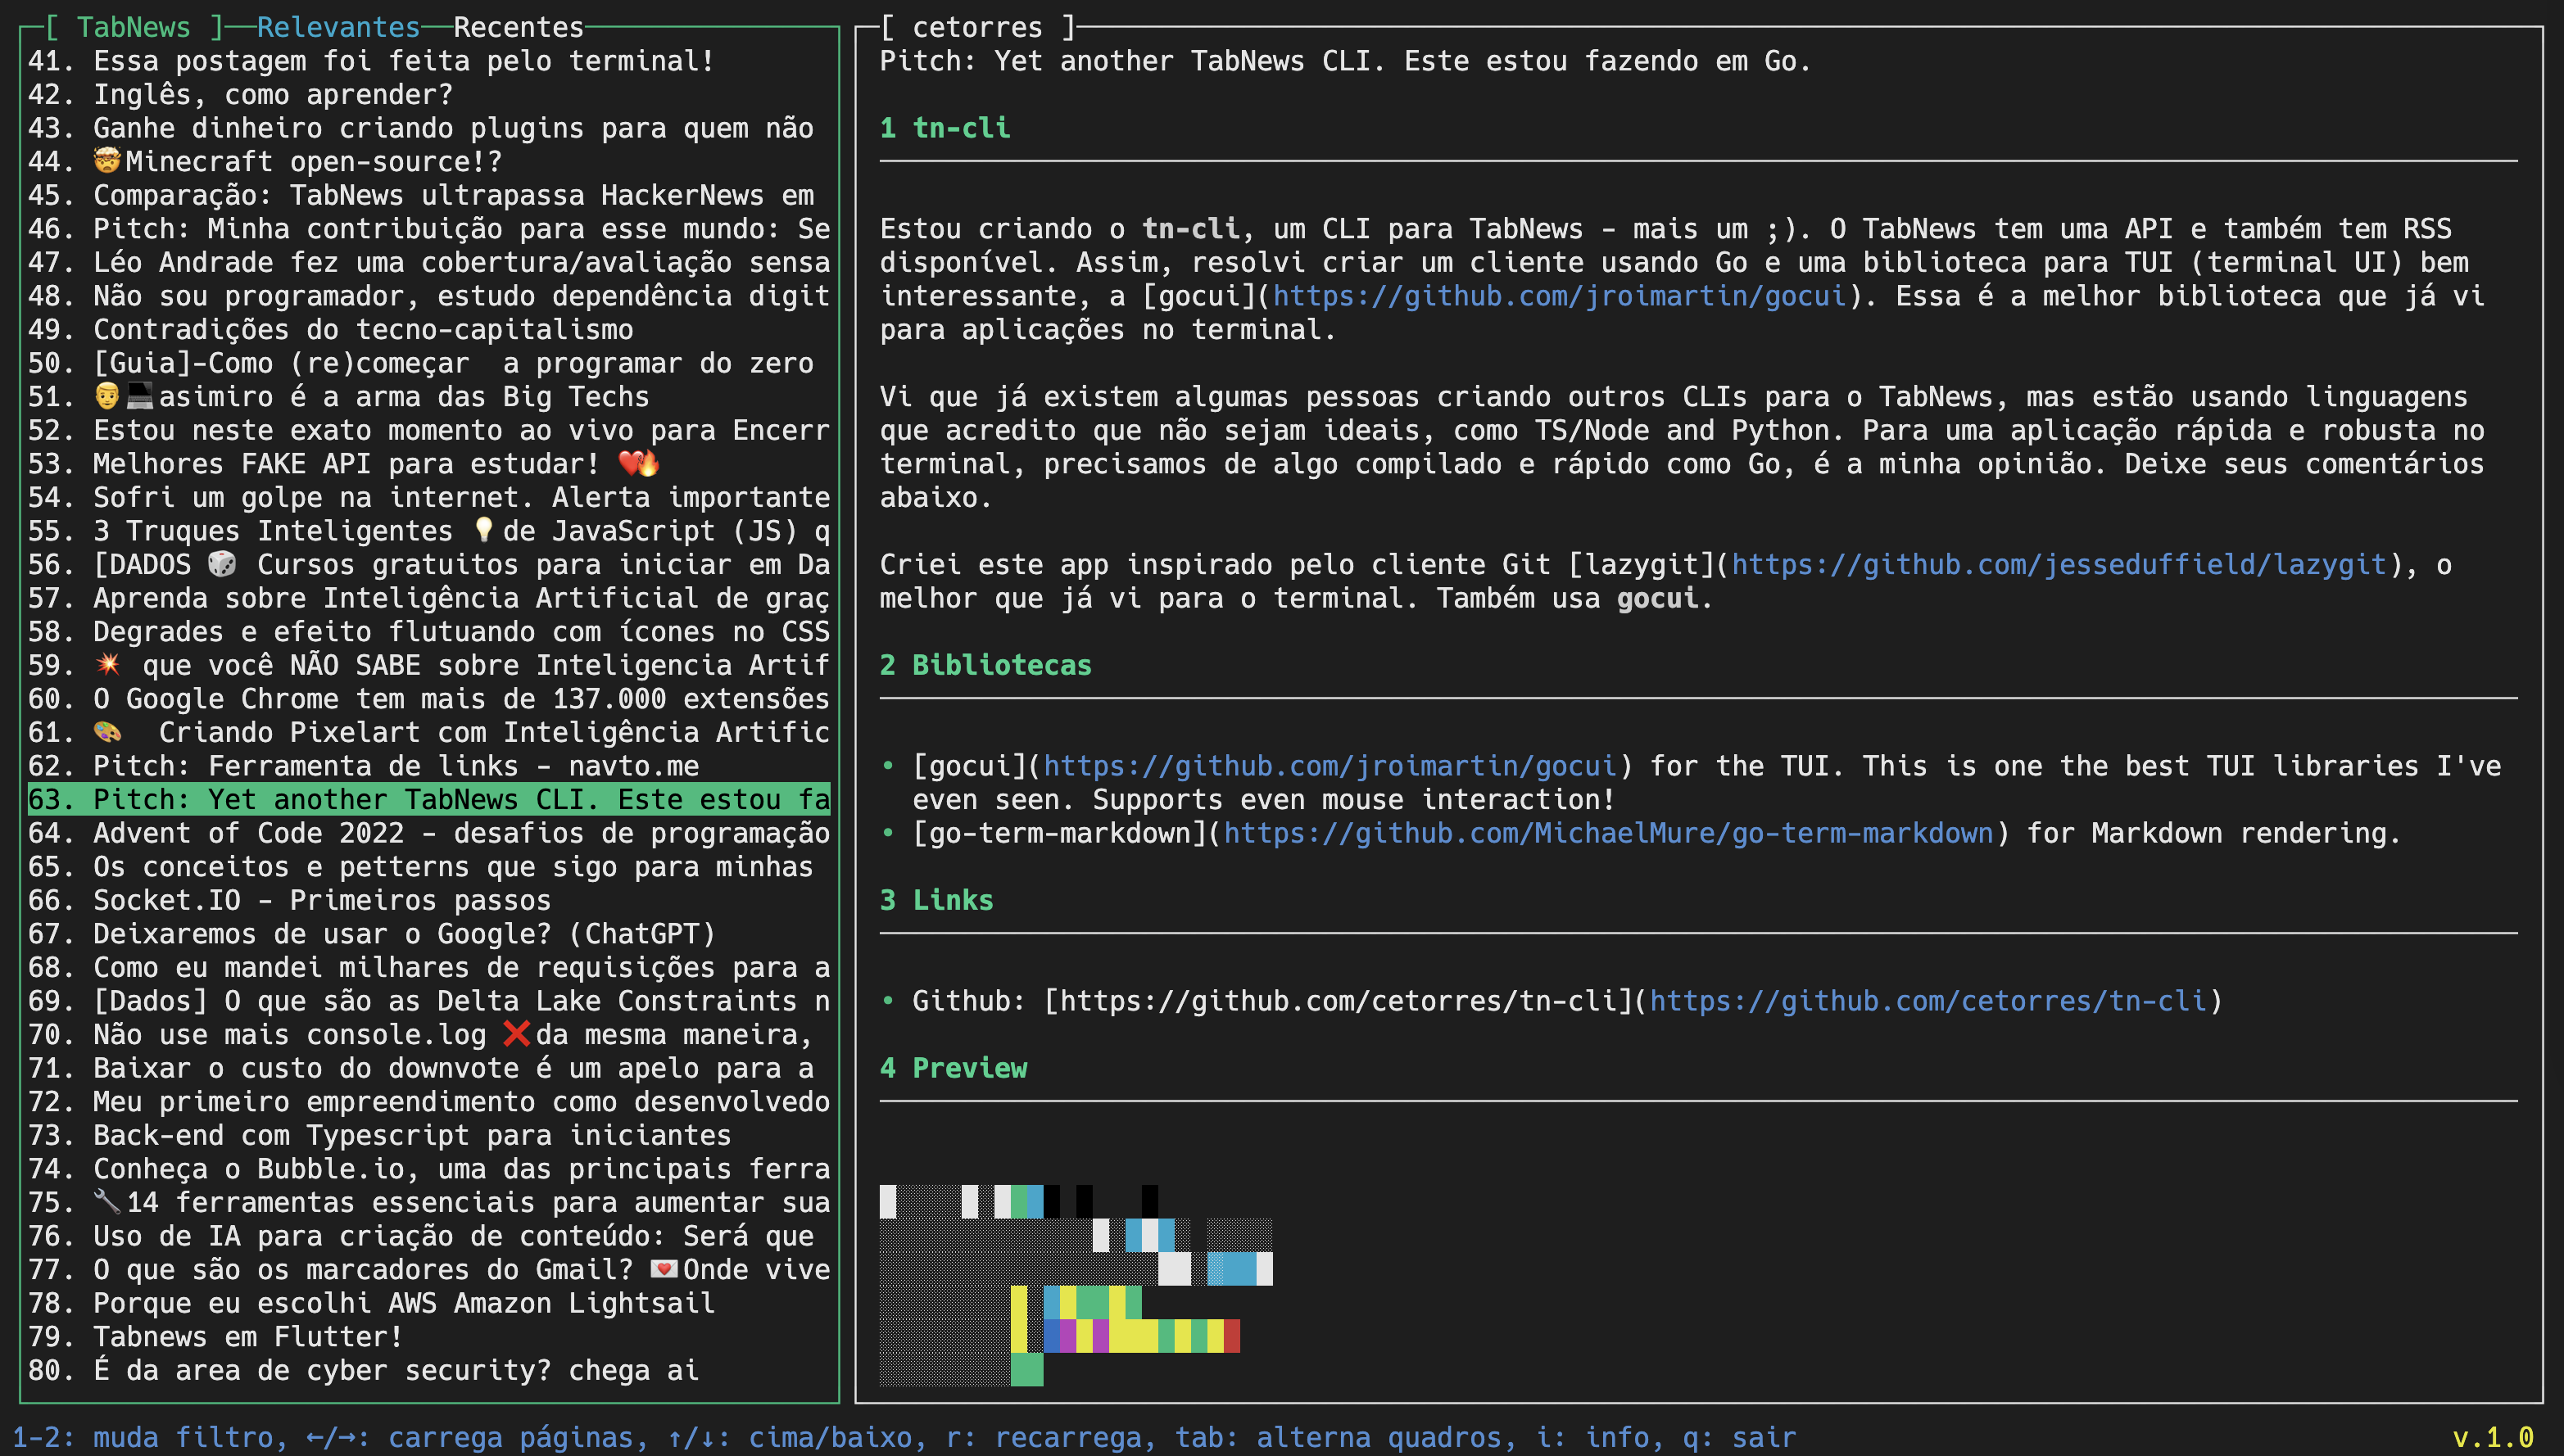 [ TabNews ] Relevantes Recentes
41. Essa postagem foi feita pelo terminal!
42. Inglês, como aprender?
43. Ganhe dinheiro criando plugins para quem não
44. 🤯Minecraft open-source!?
45. Comparação: TabNews ultrapassa HackerNews em
46. Pitch: Minha contribuição para esse mundo: Se
47. Léo Andrade fez uma cobertura/avaliação sensa
48. Não sou programador, estudo dependência digit
49. Contradições do tecno-capitalismo
50. [Guia]-Como (re)começar  a programar do zero
51. 👨💻asimiro é a arma das Big Techs
52. Estou neste exato momento ao vivo para Encerr
53. Melhores FAKE API para estudar! ❤️🔥
54. Sofri um golpe na internet. Alerta importante
55. 3 Truques Inteligentes 💡de JavaScript (JS) q
56. [DADOS 🎲 Cursos gratuitos para iniciar em Da
57. Aprenda sobre Inteligência Artificial de graç
58. Degrades e efeito flutuando com ícones no CSS
59. 💥 que você NÃO SABE sobre Inteligencia Artif
60. O Google Chrome tem mais de 137.000 extensões
61. 🎨  Criando Pixelart com Inteligência Artific
62. Pitch: Ferramenta de links - navto.me
63. Pitch: Yet another TabNews CLI. Este estou fa
64. Advent of Code 2022 - desafios de programação
65. Os conceitos e petterns que sigo para minhas
66. Socket.IO - Primeiros passos
67. Deixaremos de usar o Google? (ChatGPT)
68. Como eu mandei milhares de requisições para a
69. [Dados] O que são as Delta Lake Constraints n
70. Não use mais console.log ❌da mesma maneira,
71. Baixar o custo do downvote é um apelo para a
72. Meu primeiro empreendimento como desenvolvedo
73. Back-end com Typescript para iniciantes
74. Conheça o Bubble.io, uma das principais ferra
75. 🔧14 ferramentas essenciais para aumentar sua
76. Uso de IA para criação de conteúdo: Será que
77. O que são os marcadores do Gmail? 💌Onde vive
78. Porque eu escolhi AWS Amazon Lightsail
79. Tabnews em Flutter!
80. É da area de cyber security? chega ai
[ cetorres ]
Pitch: Yet another TabNews CLI. Este estou fazendo em Go.
1 tn-cli
Estou criando o tn-cli, um CLI para TabNews - mais um ;). O TabNews tem uma API e também tem RSS
disponível. Assim, resolvi criar um cliente usando Go e uma biblioteca para TUI (terminal UI) bem
interessante, a [gocui](https://github.com/jroimartin/gocui). Essa é a melhor biblioteca que já vi
para aplicações no terminal.
Vi que já existem algumas pessoas criando outros CLIs para o TabNews, mas estão usando linguagens
que acredito que não sejam ideais, como TS/Node and Python. Para uma aplicação rápida e robusta no
terminal, precisamos de algo compilado e rápido como Go, é a minha opinião. Deixe seus comentários
abaixo.
Criei este app inspirado pelo cliente Git [lazygit](https://github.com/jesseduffield/lazygit), o
melhor que já vi para o terminal. Também usa gocui.
2 Bibliotecas
• [gocui](https://github.com/jroimartin/gocui) for the TUI. This is one the best TUI libraries I've
even seen. Supports even mouse interaction!
• [go-term-markdown](https://github.com/MichaelMure/go-term-markdown) for Markdown rendering.
3 Links
• Github: [https://github.com/cetorres/tn-cli](https://github.com/cetorres/tn-cli)
4 Preview
1-2: muda filtro, ←/→: carrega páginas, ↑/↓: cima/baixo, r: recarrega, tab: alterna quadros, i: info, q: sair
v.1.0